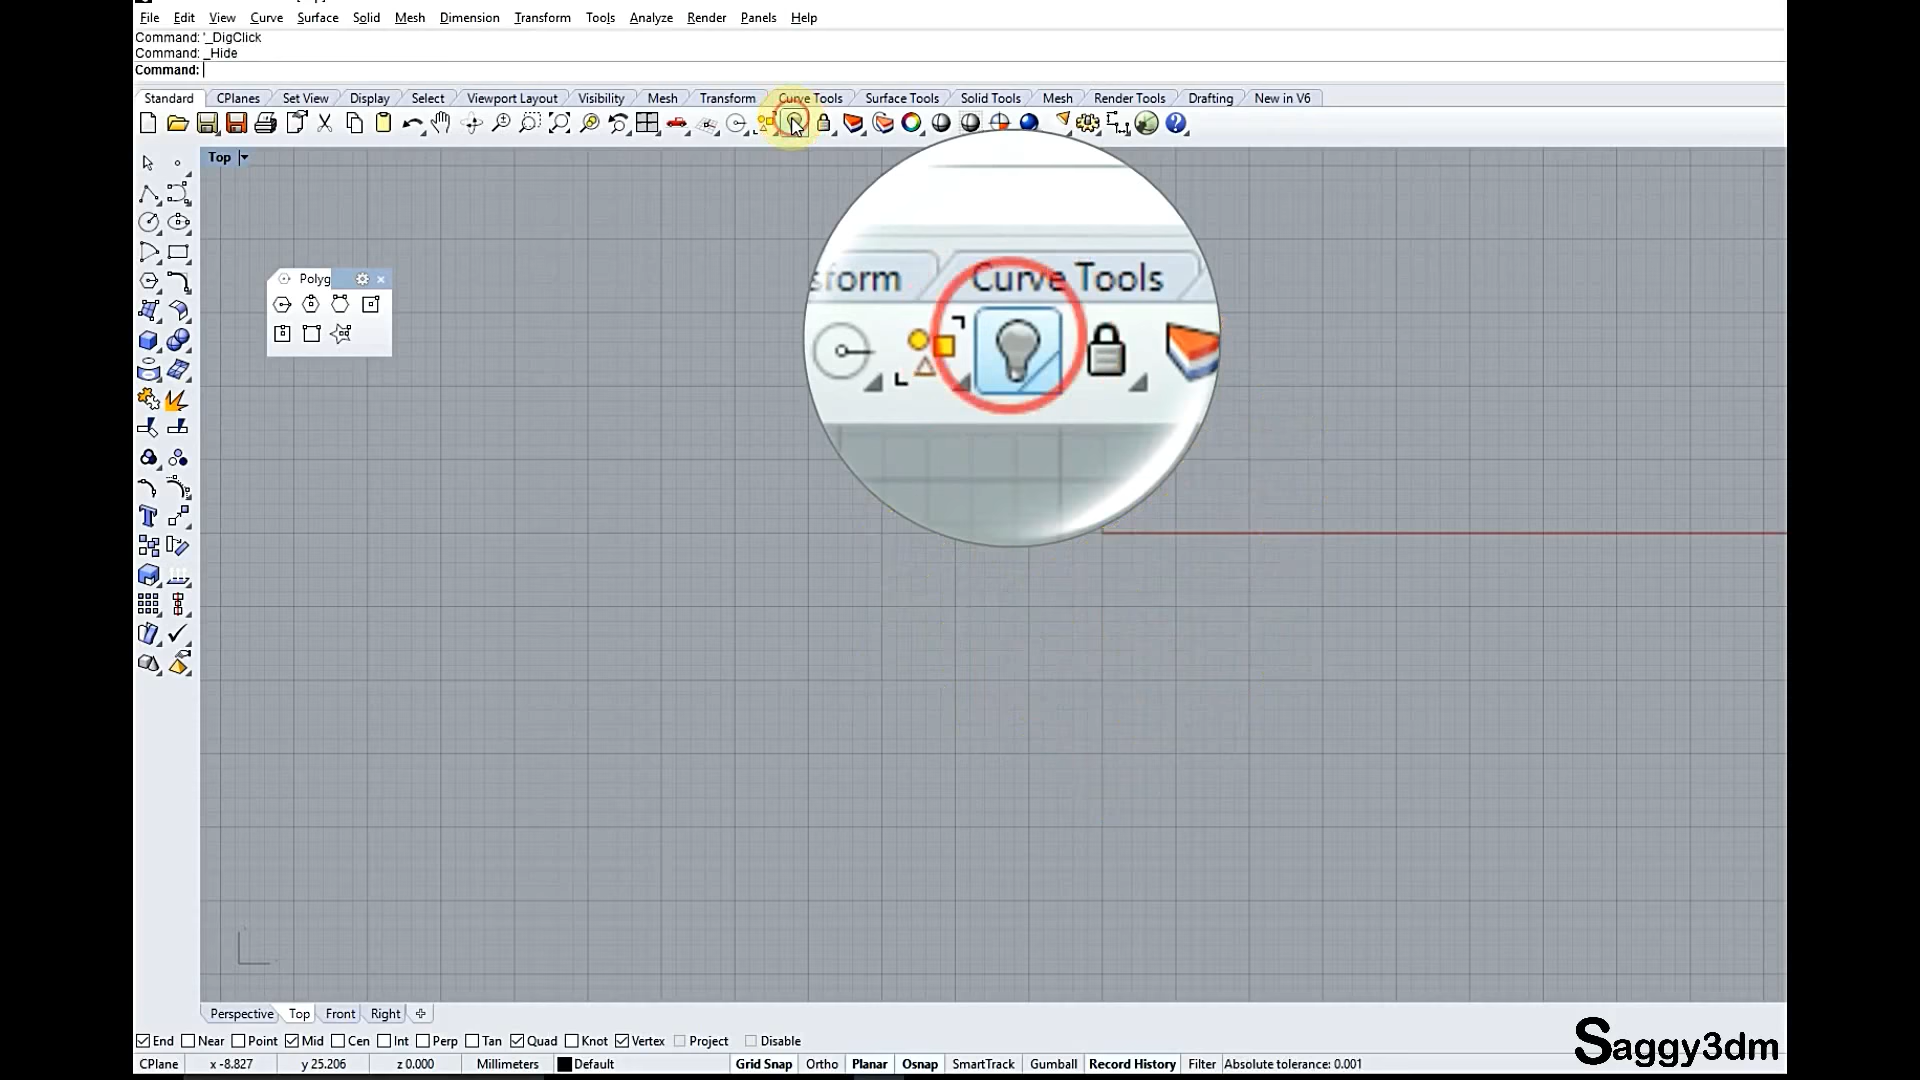 File Edit View Curve Surface Solid Mesh Dimension Transform Tools Analyze Render Panels Help
Command: '_DigClick
Command: _Hide
Command:
Standard CPlanes Set View Display Select Viewport Layout Visibility Mesh Transform Curve Tools Surface Tools Solid Tools Mesh Render Tools Drafting New in V6
Top
sform Curve Tools
Polyg
Perspective Top Front Right
End Near Point Mid Cen Int Perp Tan Quad Knot Vertex Project Disable
CPlane x -8.827 y 25.206 z 0.000 Millimeters Default Grid Snap Ortho Planar Osnap SmartTrack Gumball Record History Filter Absolute tolerance: 0.001
Saggy3dm